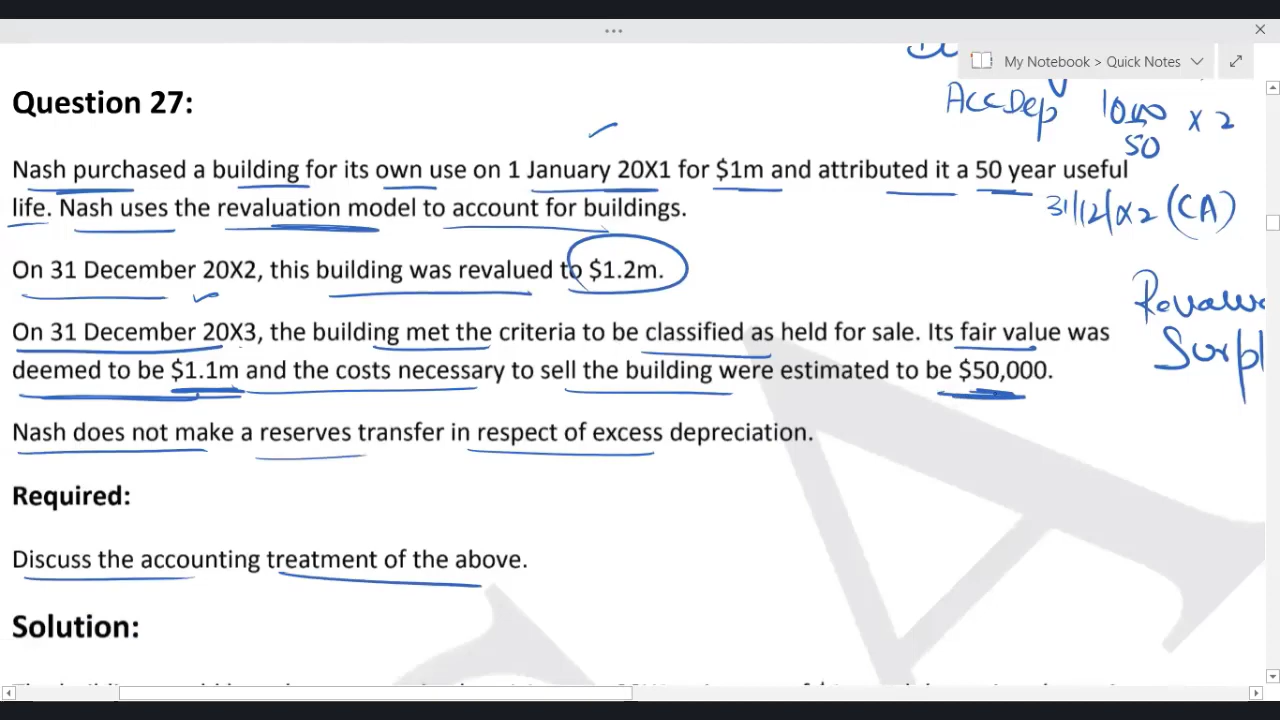 My Notebook > Quick Notes
Question 27:
AccDep 1000 x 2
50
Nash purchased a building for its own use on 1 January 20X1 for $1m and attributed it a 50 year useful
life. Nash uses the revaluation model to account for buildings.
31/12/x2 (CA)
On 31 December 20X2, this building was revalued to $1.2m.
On 31 December 20X3, the building met the criteria to be classified as held for sale. Its fair value was
deemed to be $1.1m and the costs necessary to sell the building were estimated to be $50,000.
Nash does not make a reserves transfer in respect of excess depreciation.
Required:
Discuss the accounting treatment of the above.
Solution: